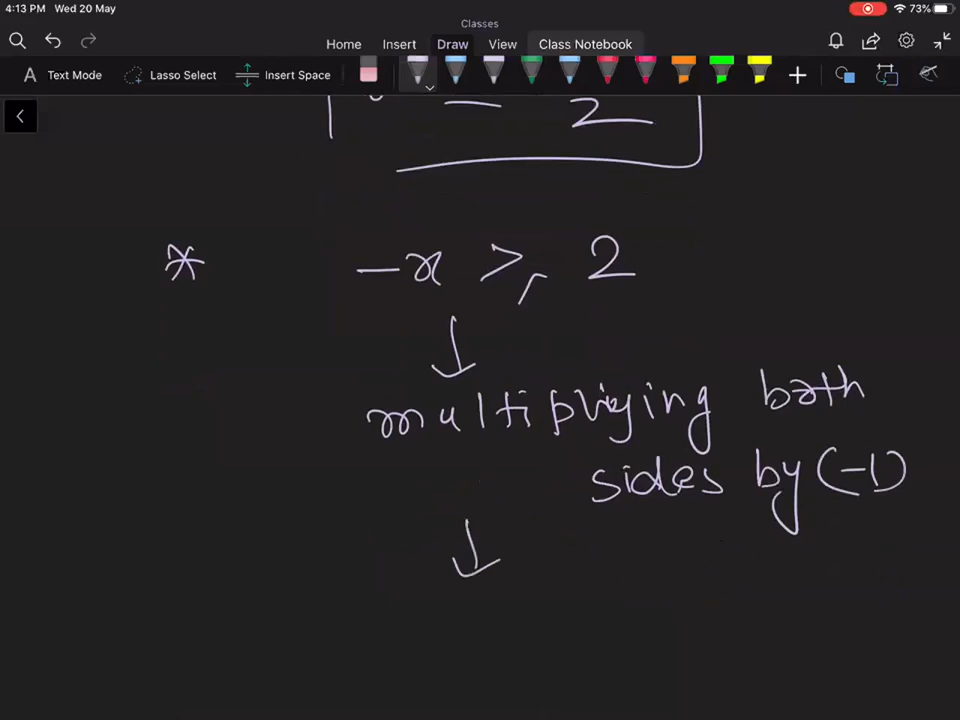 4:13 PM Wed 20 May 73%
Classes
Home Insert Draw View Class Notebook
Text Mode Lasso Select Insert Space
2
* -x ≥ 2
↓
multiplying both
sides by (-1)
↓